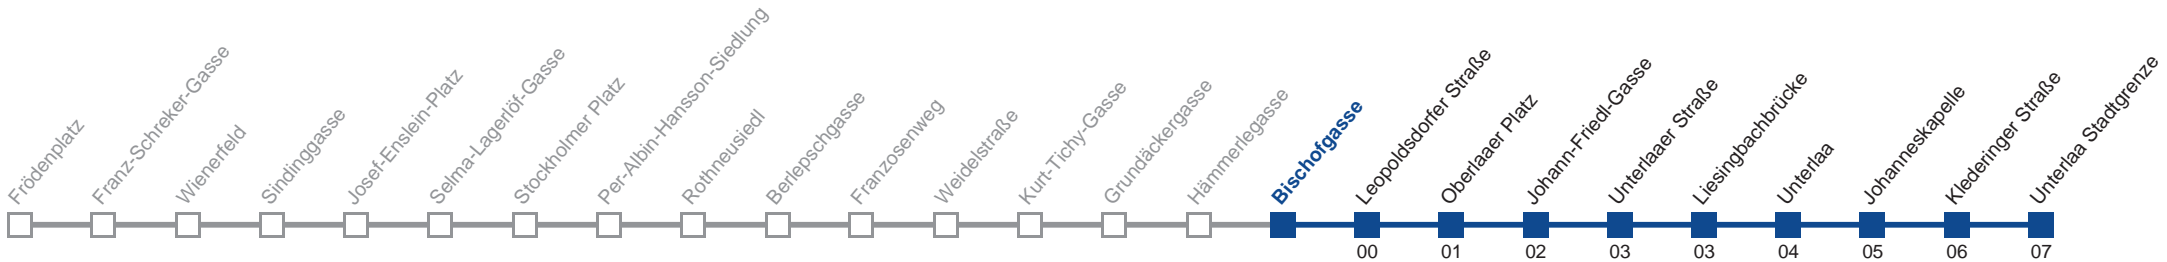 Frödenplatz
Franz-Schreker-Gasse
Wienerfeld
Sindinggasse
Josef-Enslein-Platz
Selma-Lagerlöf-Gasse
Stockholmer Platz
Per-Albin-Hansson-Siedlung
Rothneusiedl
Berlepschgasse
Franzosenweg
Weidelstraße
Kurt-Tichy-Gasse
Grundäckergasse
Hämmerlegasse
Bischofgasse
Leopoldsdorfer Straße
Oberlaaer Platz
Johann-Friedl-Gasse
Unterlaaer Straße
Liesingbachbrücke
Unterlaa
Johanneskapelle
Klederinger Straße
Unterlaa Stadtgrenze
00 01 02 03 03 04 05 06 07